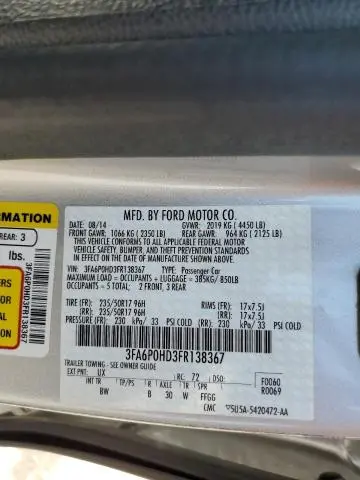 MFD. BY FORD MOTOR CO.
DATE: 08/14 GVWR: 2019 KG ( 4450 LB)
FRONT GAWR: 1066 KG ( 2350 LB) REAR GAWR: 964 KG ( 2125 LB)
THIS VEHICLE CONFORMS TO ALL APPLICABLE FEDERAL MOTOR
VEHICLE SAFETY, BUMPER, AND THEFT PREVENTION STANDARDS IN
EFFECT ON THE DATE OF MANUFACTURE SHOWN ABOVE.
VIN: 3FA6P0HD3FR138367 TYPE: Passenger Car
MAXIMUM LOAD = OCCUPANTS + LUGGAGE = 385KG/ 850LB
OCCUPANTS = 5 TOTAL; 2 FRONT, 3 REAR
TIRE (FR): 235/50R17 96H RIMS (FR): 17x7.5J
(RR): 235/50R17 96H (RR): 17x7.5J
PRESSURE (FR): 230 kPa/ 33 PSI COLD (RR): 230 kPa/ 33 PSI COLD
3FA6P0HD3FR138367
TRAILER TOWING - SEE OWNER GUIDE
EXT PNT: UX RC: 72 DSO: F0060
R0069
INT TR TP/PS R AXLE TR SPR
BW B 30 W FFGG
CMC 5U5A-5420472-AA
RMATION
REAR: 3
lbs.
3FA6P0HD3FR138367